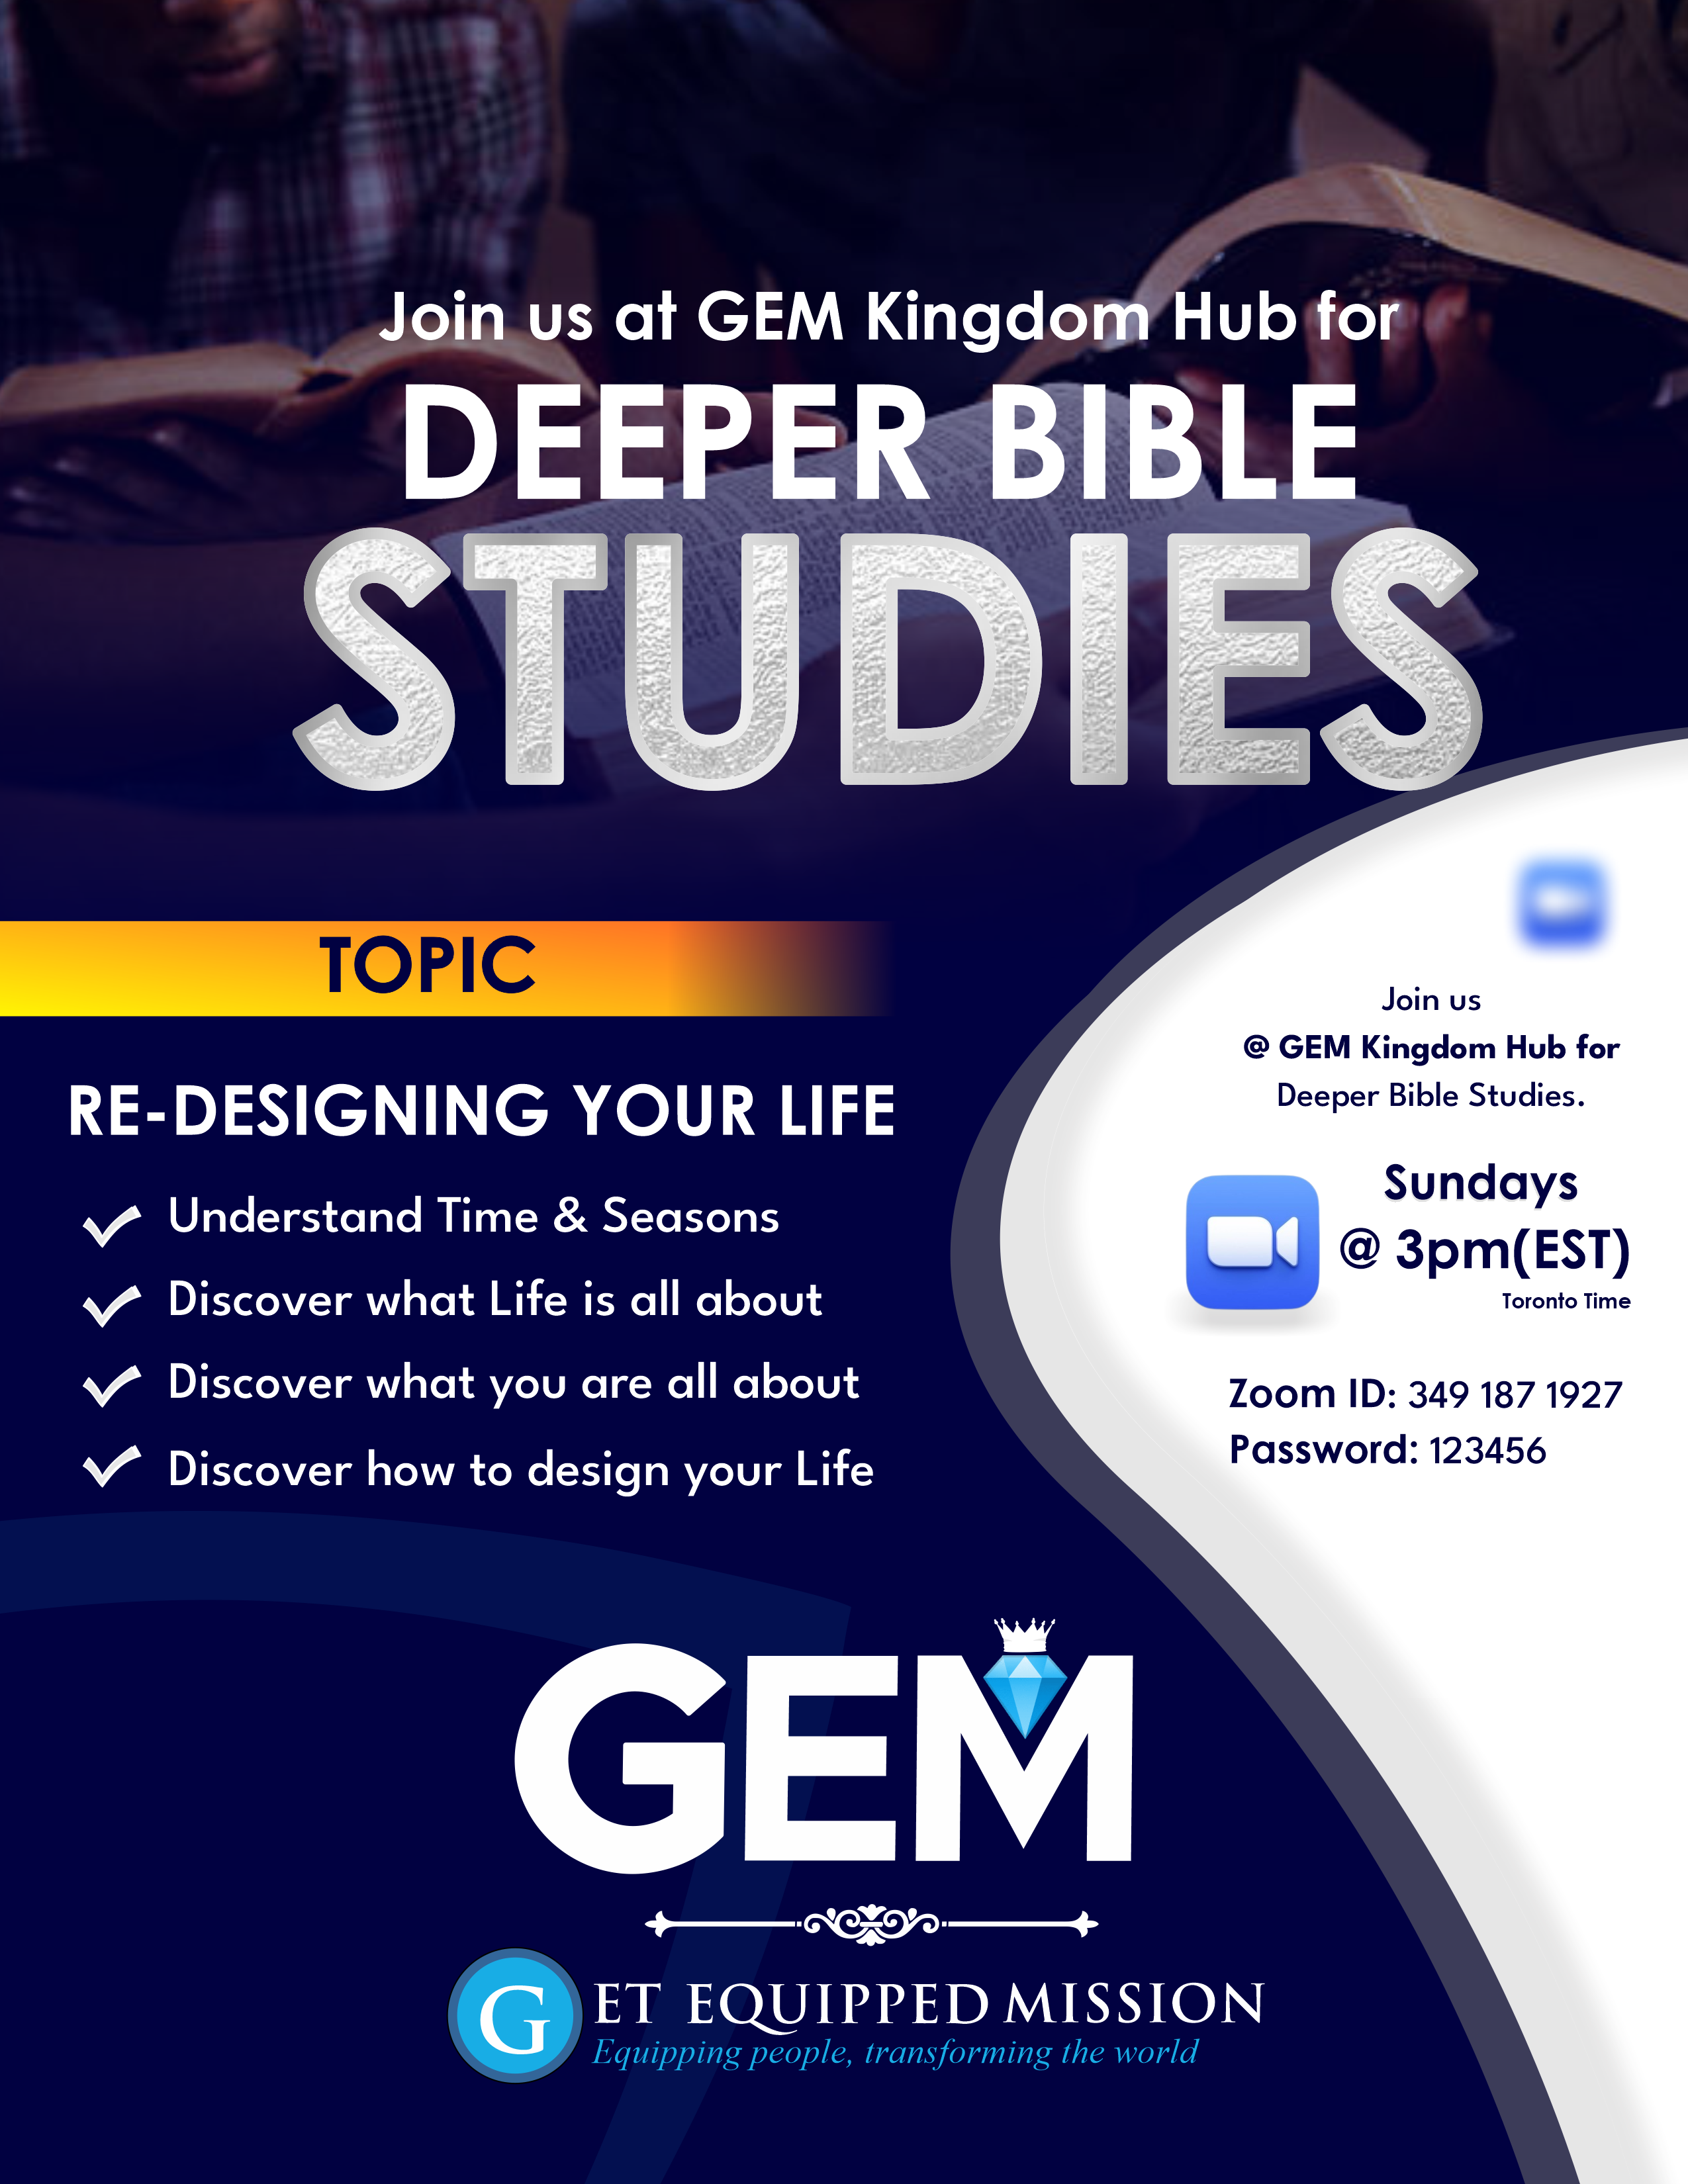 Join us at GEM Kingdom Hub for
DEEPER BIBLE
STUDIES
TOPIC
RE-DESIGNING YOUR LIFE
Understand Time & Seasons
Discover what Life is all about
Discover what you are all about
Discover how to design your Life
Join us
@ GEM Kingdom Hub for
Deeper Bible Studies.
Sundays
@ 3pm(EST)
Toronto Time
Zoom ID: 349 187 1927
Password: 123456
GEM
GET EQUIPPED MISSION
Equipping people, transforming the world